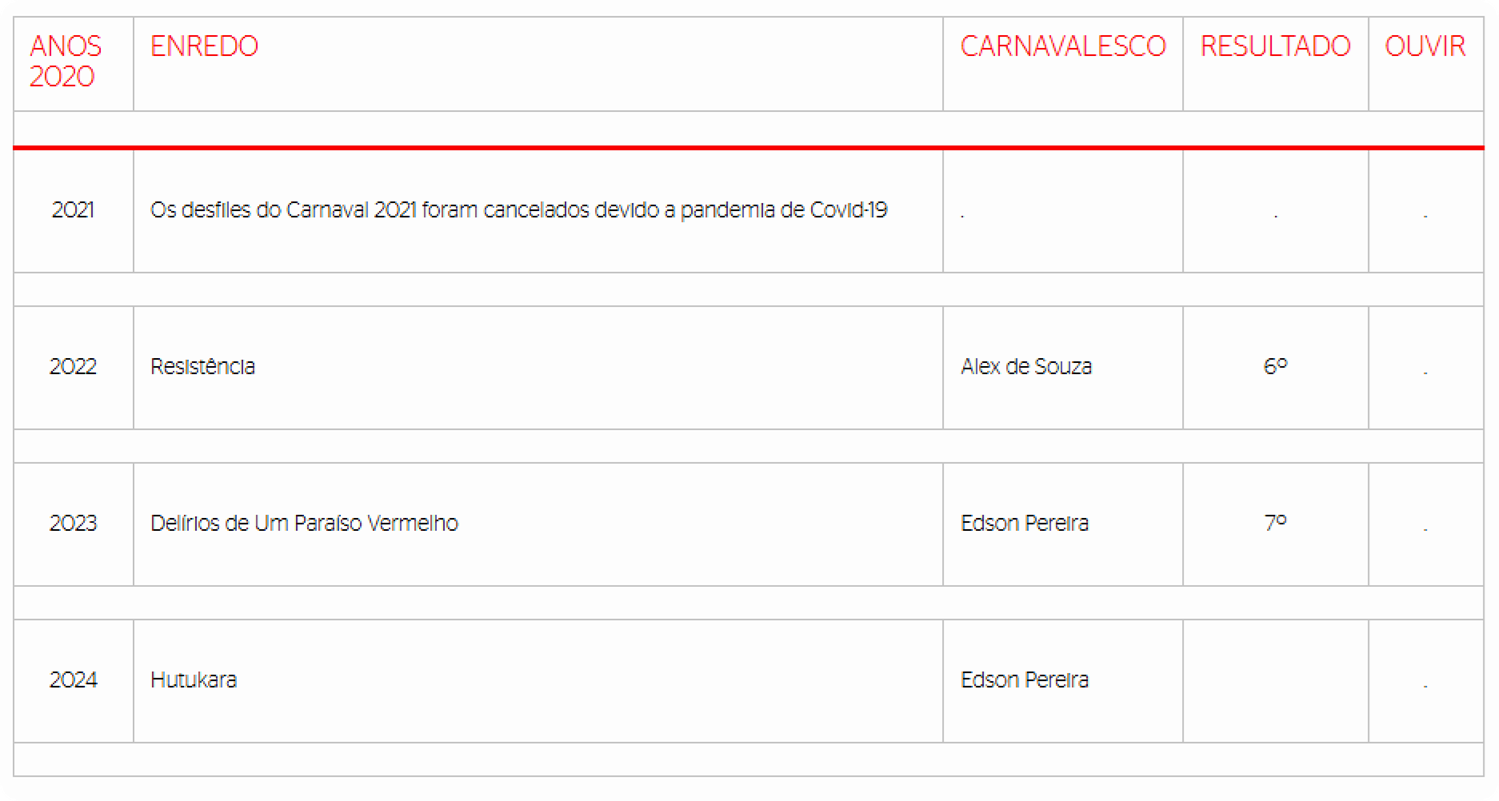 ANOS 2020 ENREDO CARNAVALESCO RESULTADO OUVIR
2021 Os desfiles do Carnaval 2021 foram cancelados devido a pandemia de Covid-19 . . .
2022 Resistência Alex de Souza 6º .
2023 Delírios de Um Paraíso Vermelho Edson Pereira 7º .
2024 Hutukara Edson Pereira .